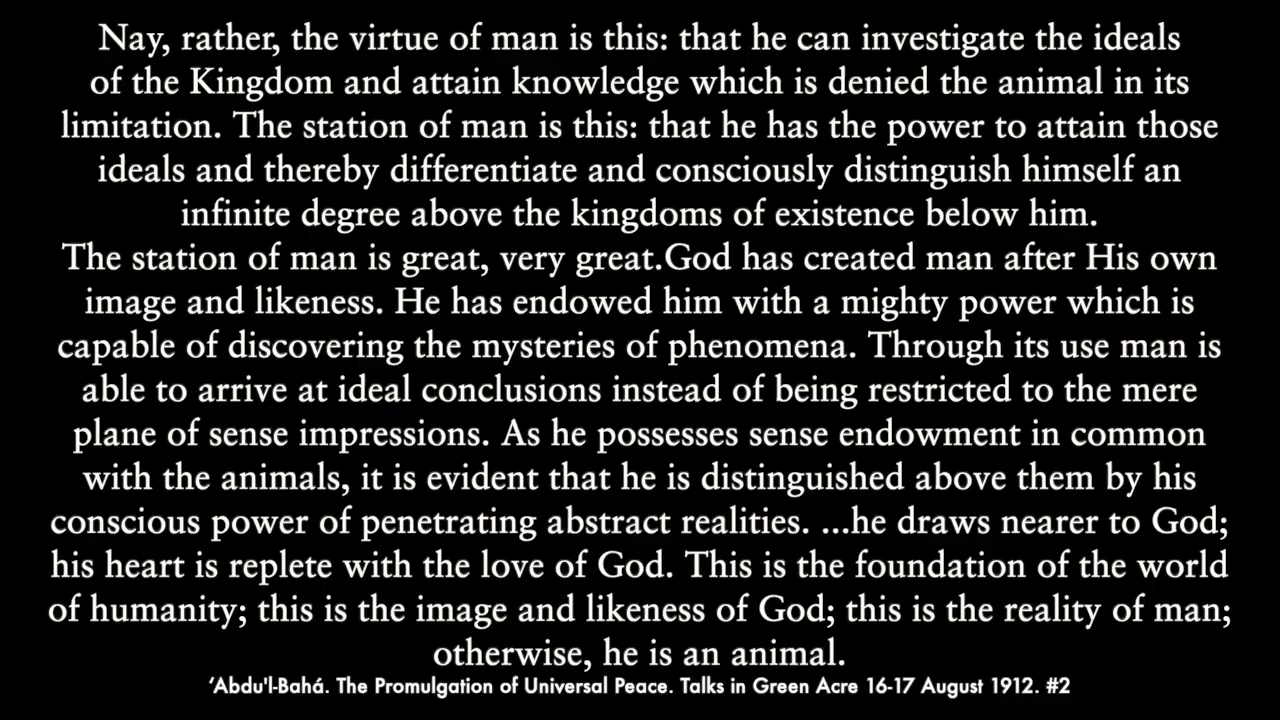 Nay, rather, the virtue of man is this: that he can investigate the ideals
of the Kingdom and attain knowledge which is denied the animal in its
limitation. The station of man is this: that he has the power to attain those
ideals and thereby differentiate and consciously distinguish himself an
infinite degree above the kingdoms of existence below him.
The station of man is great, very great.God has created man after His own
image and likeness. He has endowed him with a mighty power which is
capable of discovering the mysteries of phenomena. Through its use man is
able to arrive at ideal conclusions instead of being restricted to the mere
plane of sense impressions. As he possesses sense endowment in common
with the animals, it is evident that he is distinguished above them by his
conscious power of penetrating abstract realities. ...he draws nearer to God;
his heart is replete with the love of God. This is the foundation of the world
of humanity; this is the image and likeness of God; this is the reality of man;
otherwise, he is an animal.
‘Abdu'l-Bahá. The Promulgation of Universal Peace. Talks in Green Acre 16-17 August 1912. #2